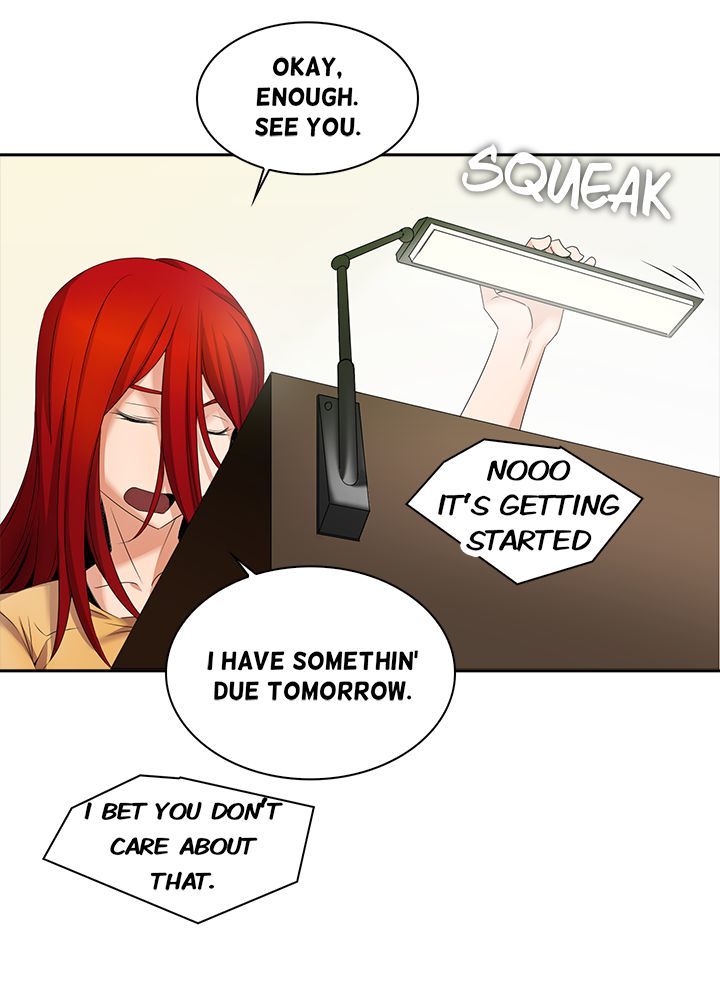 OKAY,
ENOUGH.
SEE YOU.
SQUEAK
NOOO
IT'S GETTING
STARTED
I HAVE SOMETHIN'
DUE TOMORROW.
I BET YOU DON'T
CARE ABOUT
THAT.